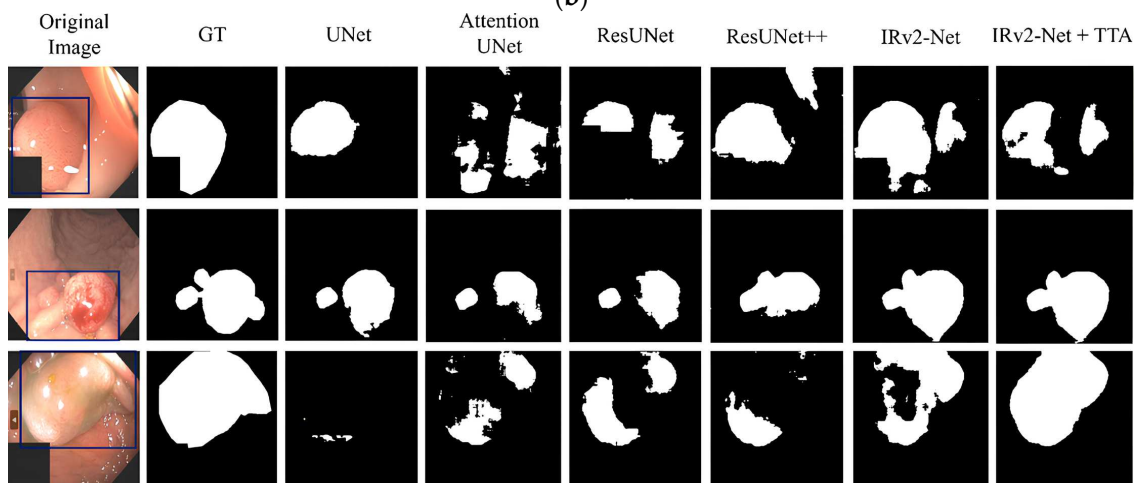 (b)
Original
Image
GT
UNet
Attention
UNet
ResUNet
ResUNet++
IRv2-Net
IRv2-Net + TTA